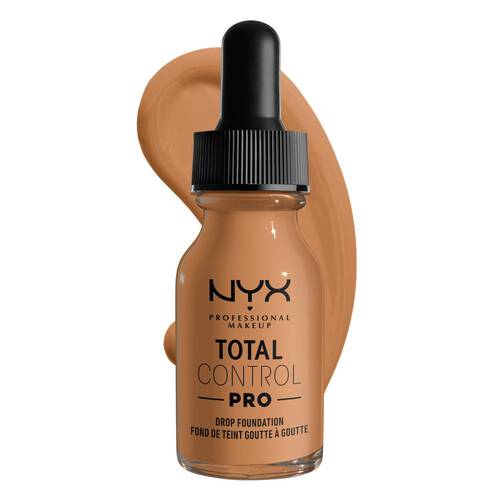 NYX
PROFESSIONAL
MAKEUP
TOTAL
CONTROL
PRO
DROP FOUNDATION
FOND DE TEINT GOUTTE À GOUTTE